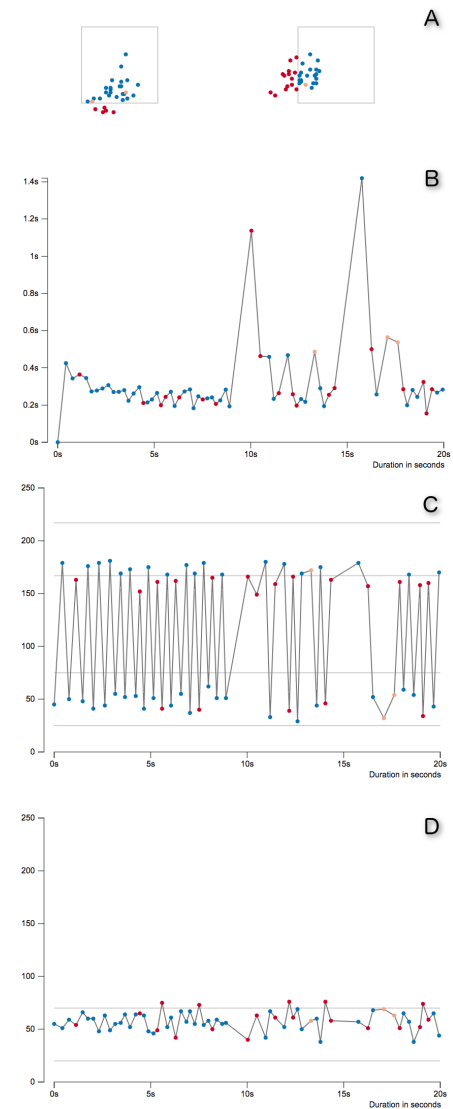 A
B
1.4s
1.2s
1s
0.8s
0.6s
0.4s
0.2s
0s
0s 5s 10s 15s 20s
Duration in seconds
C
250
200
150
100
50
0
0s 5s 10s 15s 20s
Duration in seconds
D
250
200
150
100
50
0
0s 5s 10s 15s 20s
Duration in seconds